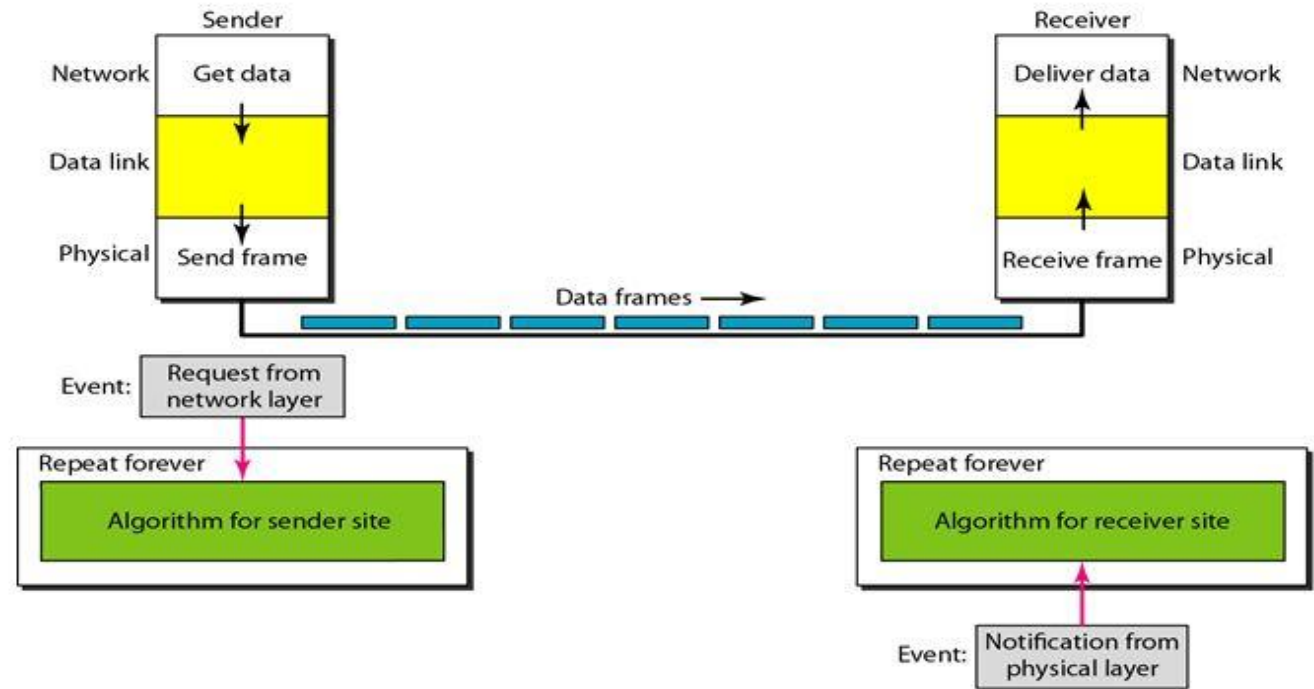 Sender
Receiver
Network
Get data
Deliver data
Network
Data link
Data link
Physical
Send frame
Receive frame
Physical
Data frames
Event:
Request from
network layer
Repeat forever
Algorithm for sender site
Repeat forever
Algorithm for receiver site
Event:
Notification from
physical layer